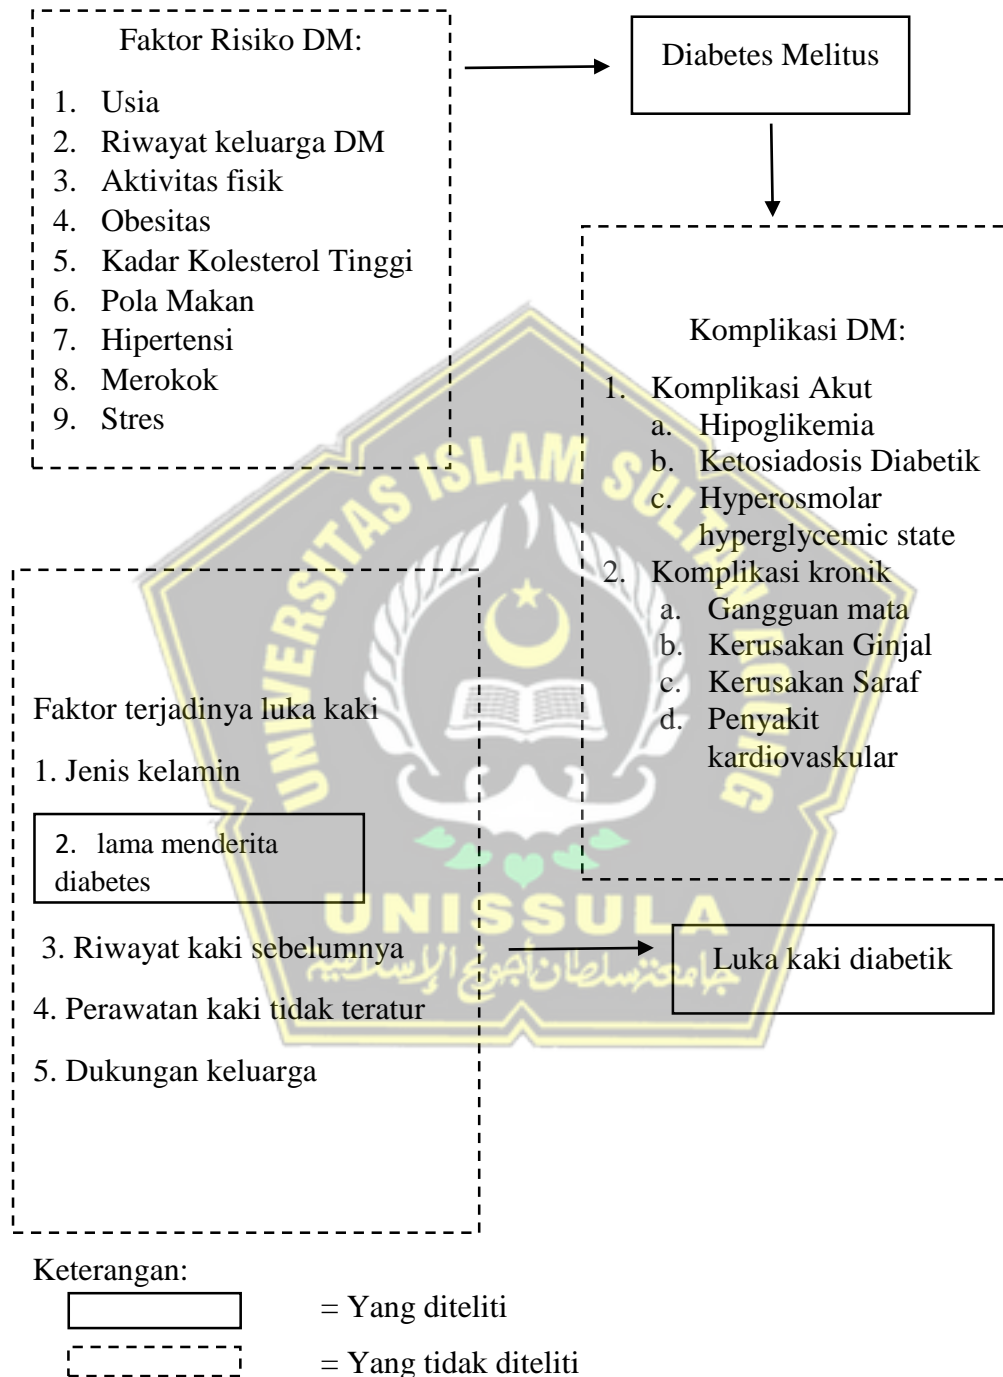 Faktor Risiko DM:
1. Usia
2. Riwayat keluarga DM
3. Aktivitas fisik
4. Obesitas
5. Kadar Kolesterol Tinggi
6. Pola Makan
7. Hipertensi
8. Merokok
9. Stres
Diabetes Melitus
Komplikasi DM:
1. Komplikasi Akut
a. Hipoglikemia
b. Ketosiadosis Diabetik
c. Hyperosmolar
hyperglycemic state
2. Komplikasi kronik
a. Gangguan mata
b. Kerusakan Ginjal
c. Kerusakan Saraf
d. Penyakit
kardiovaskular
Faktor terjadinya luka kaki
1. Jenis kelamin
2. lama menderita
diabetes
3. Riwayat kaki sebelumnya
4. Perawatan kaki tidak teratur
5. Dukungan keluarga
Luka kaki diabetik
UNIVERSITAS ISLAM SULTAN AGUNG
UNISSULA
جامعتسلطان أجونج الإسلامية
Keterangan:
= Yang diteliti
= Yang tidak diteliti